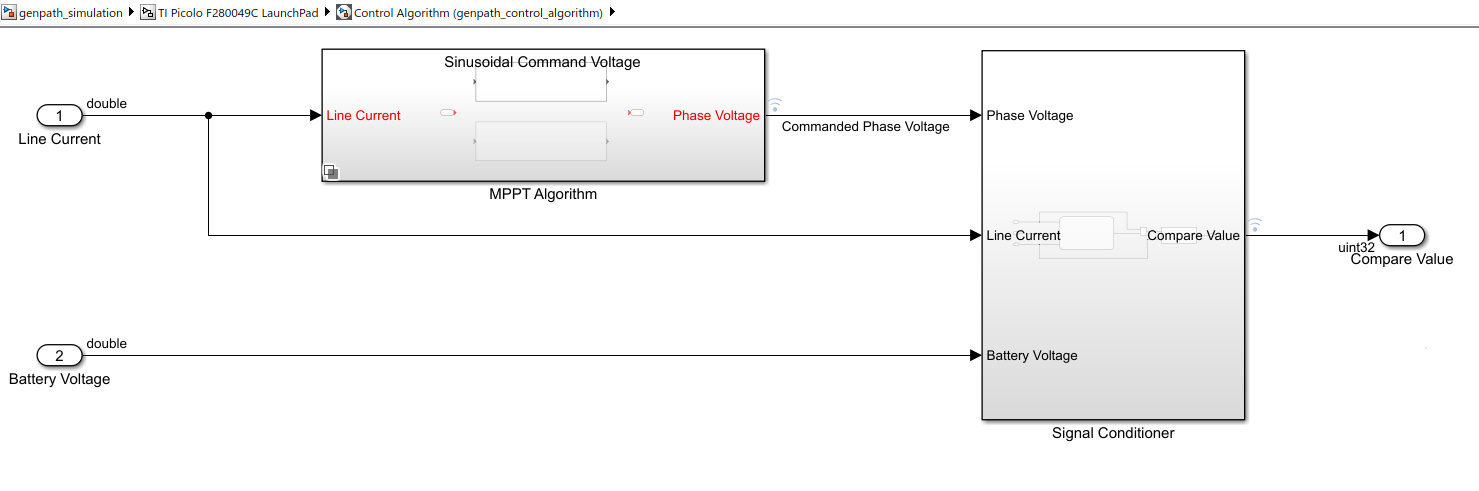 genpath_simulation TI Picolo F280049C LaunchPad Control Algorithm (genpath_control_algorithm)
Sinusoidal Command Voltage
double
1
Line Current
Line Current
Phase Voltage
Commanded Phase Voltage
Phase Voltage
MPPT Algorithm
Line Current
Compare Value
1
uint32
Compare Value
double
2
Battery Voltage
Battery Voltage
Signal Conditioner